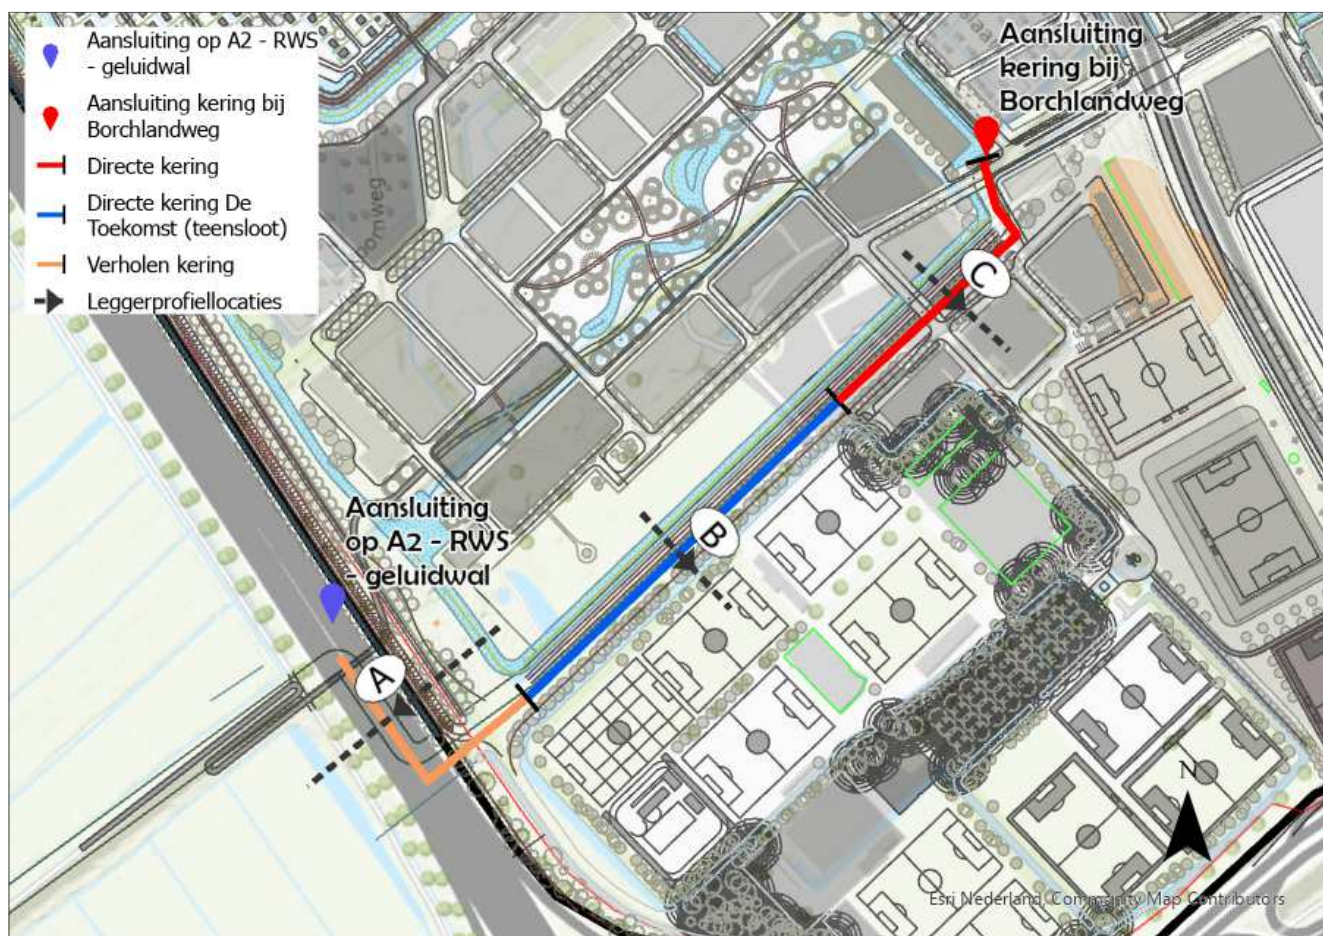 Aansluiting op A2 - RWS
- geluidwal
Aansluiting kering bij
Borchlandweg
Directe kering
Directe kering De
Toekomst (teensloot)
Verholen kering
Leggerprofiellocaties
Aansluiting
kering bij
Borchlandweg
C
B
Aansluiting
op A2 - RWS
- geluidwal
A
N
Esri Nederland, Community Map Contributors